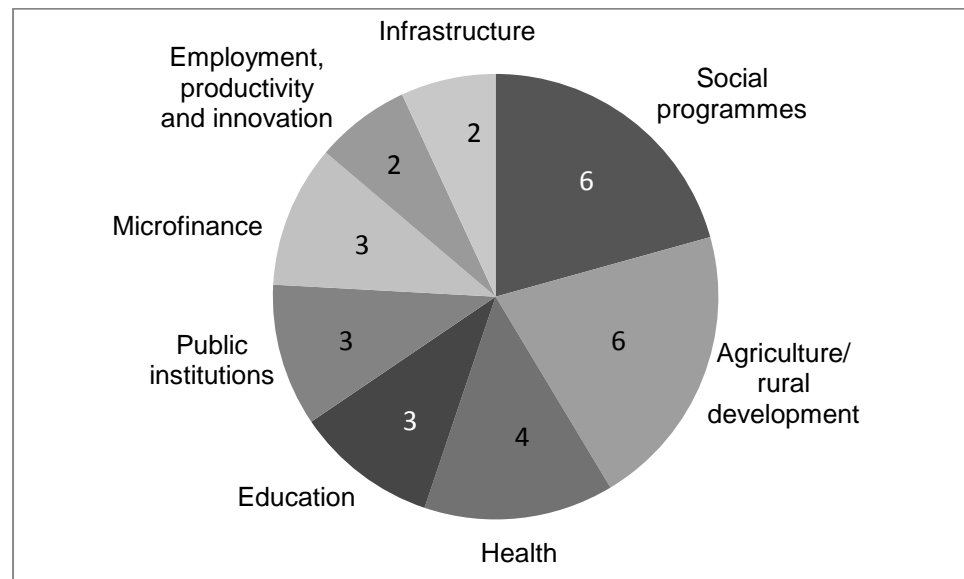 Infrastructure
2
Social
programmes
6
Agriculture/
rural
development
6
Health
4
Education
3
Public
institutions
3
Microfinance
3
Employment,
productivity
and innovation
2